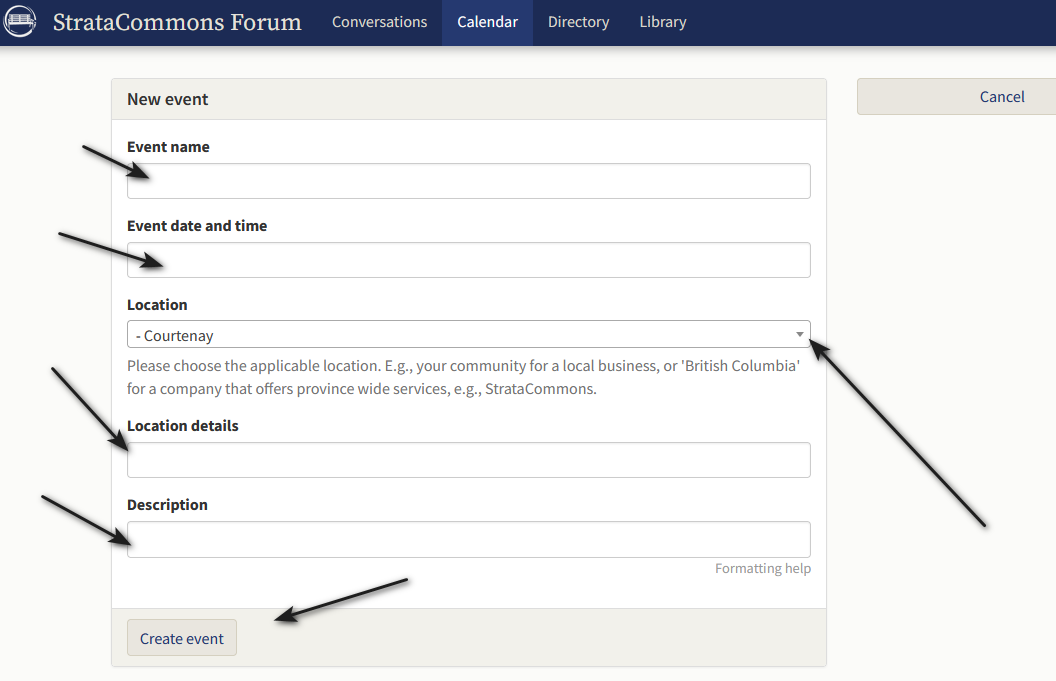 StrataCommons Forum Conversations Calendar Directory Library
New event
Cancel
Event name
Event date and time
Location
- Courtenay
Please choose the applicable location. E.g., your community for a local business, or 'British Columbia'
for a company that offers province wide services, e.g., StrataCommons.
Location details
Description
Formatting help
Create event